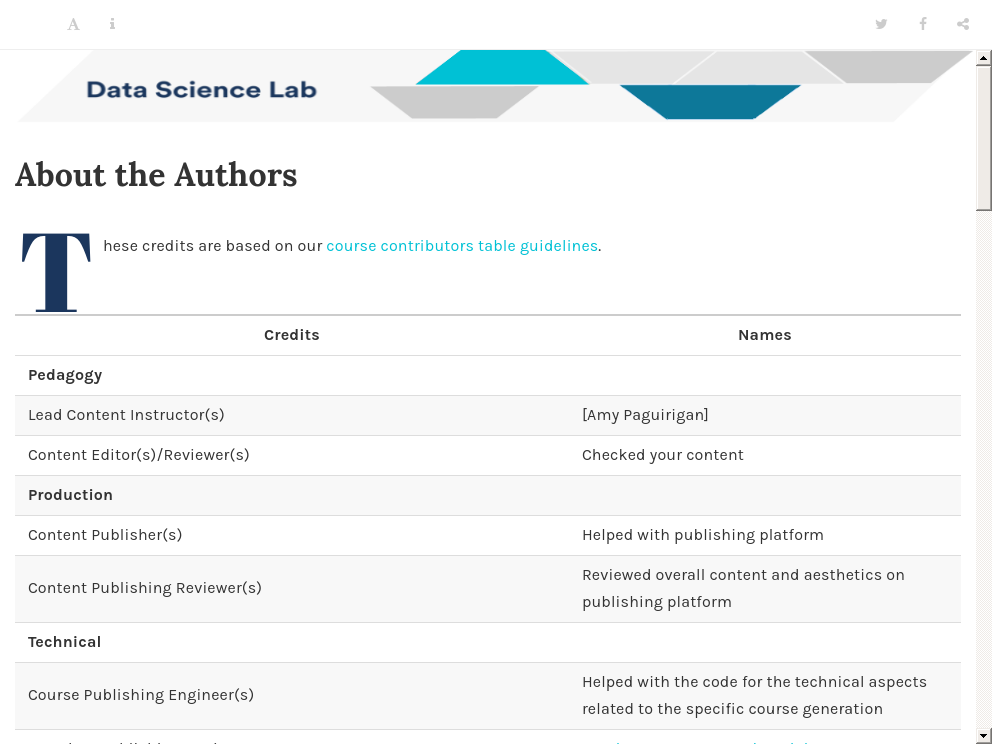 A i
Data Science Lab
About the Authors
These credits are based on our course contributors table guidelines.
Credits Names
Pedagogy
Lead Content Instructor(s) [Amy Paguirigan]
Content Editor(s)/Reviewer(s) Checked your content
Production
Content Publisher(s) Helped with publishing platform
Content Publishing Reviewer(s) Reviewed overall content and aesthetics on
publishing platform
Technical
Course Publishing Engineer(s) Helped with the code for the technical aspects
related to the specific course generation